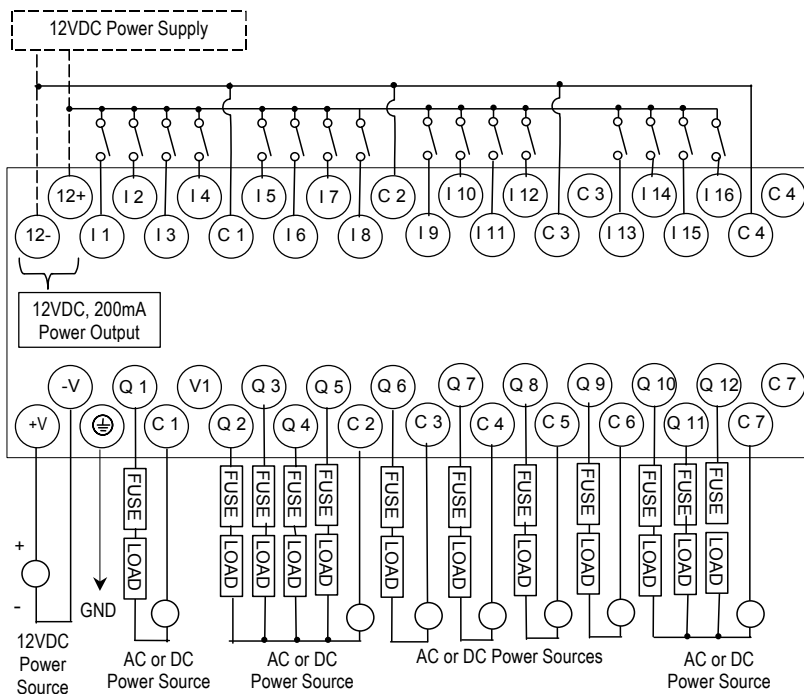 12VDC Power Supply
12+ I 2 I 4 I 5 I 7 C 2 I 10 I 12 C 3 I 14 I 16 C 4
12- I 1 I 3 C 1 I 6 I 8 I 9 I 11 C 3 I 13 I 15 C 4
12VDC, 200mA
Power Output
-V Q 1 V1 Q 3 Q 5 Q 6 Q 7 Q 8 Q 9 Q 10 Q 12 C 7
+V C 1 Q 2 Q 4 C 2 C 3 C 4 C 5 C 6 Q 11 C 7
FUSE FUSE FUSE FUSE FUSE FUSE FUSE FUSE FUSE FUSE FUSE FUSE
LOAD LOAD LOAD LOAD LOAD LOAD LOAD LOAD LOAD LOAD LOAD LOAD
+
-
GND
12VDC
Power
Source
AC or DC
Power Source
AC or DC
Power Source
AC or DC Power Sources
AC or DC
Power Source